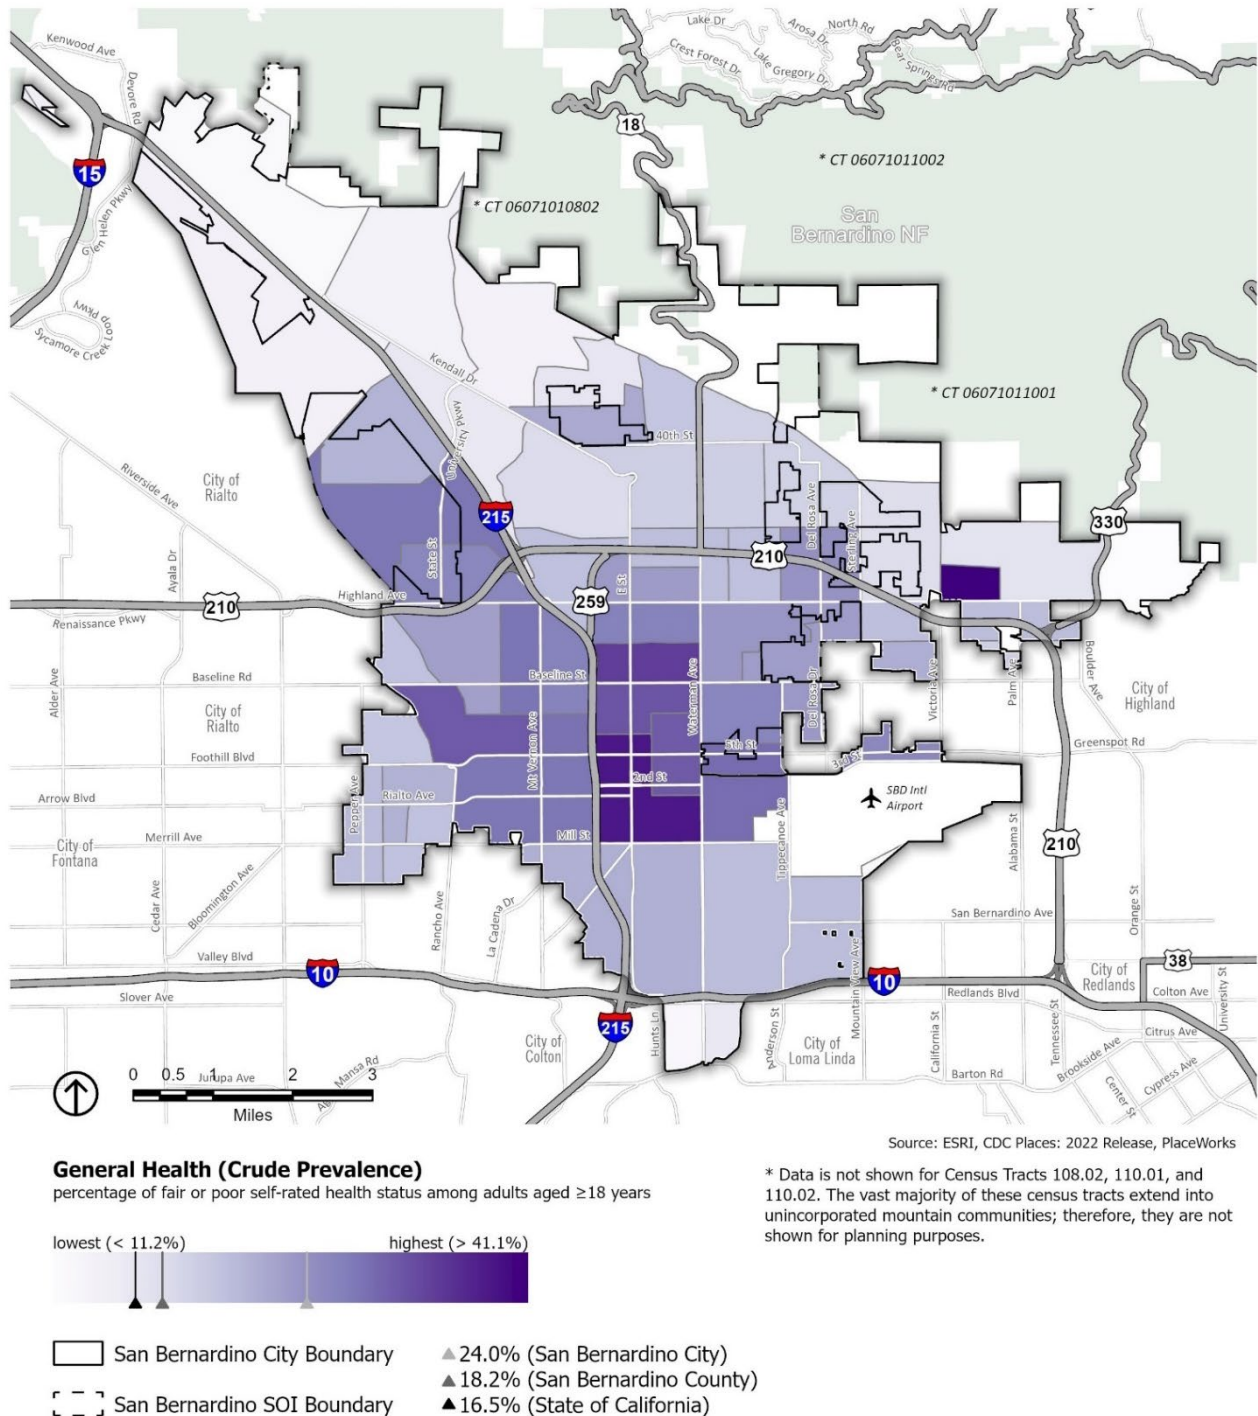 Kenwood Ave
Devore Rd
Lake Dr
Arosa Dr
North Rd
Crest Forest Dr
Lake Gregory Dr
Bear Springs Rd
18
15
* CT 06071011002
* CT 06071010802
San
Bernardino NF
Glen Helen Pkwy
Sycamore Creek Loop Pkwy
Kendall Dr
* CT 06071011001
University Pkwy
40th St
City of
Rialto
Riverside Ave
Ayala Dr
215
State St
Del Rosa Ave
Sterling Ave
330
210
210
Highland Ave
259
E St
Renaissance Pkwy
Baseline Rd
Baseline St
Waterman Ave
Del Rosa Dr
Victoria Ave
Palm Ave
Boulder Ave
City of
Highland
Alder Ave
City of
Rialto
Foothill Blvd
Mt Vernon Ave
5th St
3rd St
Greenspot Rd
2nd St
Arrow Blvd
Pepper Ave
Rialto Ave
SBD Intl
Airport
Merrill Ave
Mill St
Tippecanoe Ave
Alabama St
210
City of
Fontana
Cedar Ave
Bloomington Ave
Rancho Ave
La Cadena Dr
San Bernardino Ave
Orange St
Valley Blvd
Mountain View Ave
10
10
38
City of
Redlands
Slover Ave
Redlands Blvd
Colton Ave
University St
215
City of
Colton
Hunts Ln
Anderson St
City of
Loma Linda
California St
Tennessee St
Citrus Ave
Brookside Ave
Cypress Ave
Center St
Barton Rd
Jurupa Ave
Mansa Rd
0 0.5 1 2 3
Miles
Source: ESRI, CDC Places: 2022 Release, PlaceWorks
General Health (Crude Prevalence)
percentage of fair or poor self-rated health status among adults aged ≥18 years
* Data is not shown for Census Tracts 108.02, 110.01, and
110.02. The vast majority of these census tracts extend into
unincorporated mountain communities; therefore, they are not
shown for planning purposes.
lowest (< 11.2%) highest (> 41.1%)
San Bernardino City Boundary
San Bernardino SOI Boundary
24.0% (San Bernardino City)
18.2% (San Bernardino County)
16.5% (State of California)